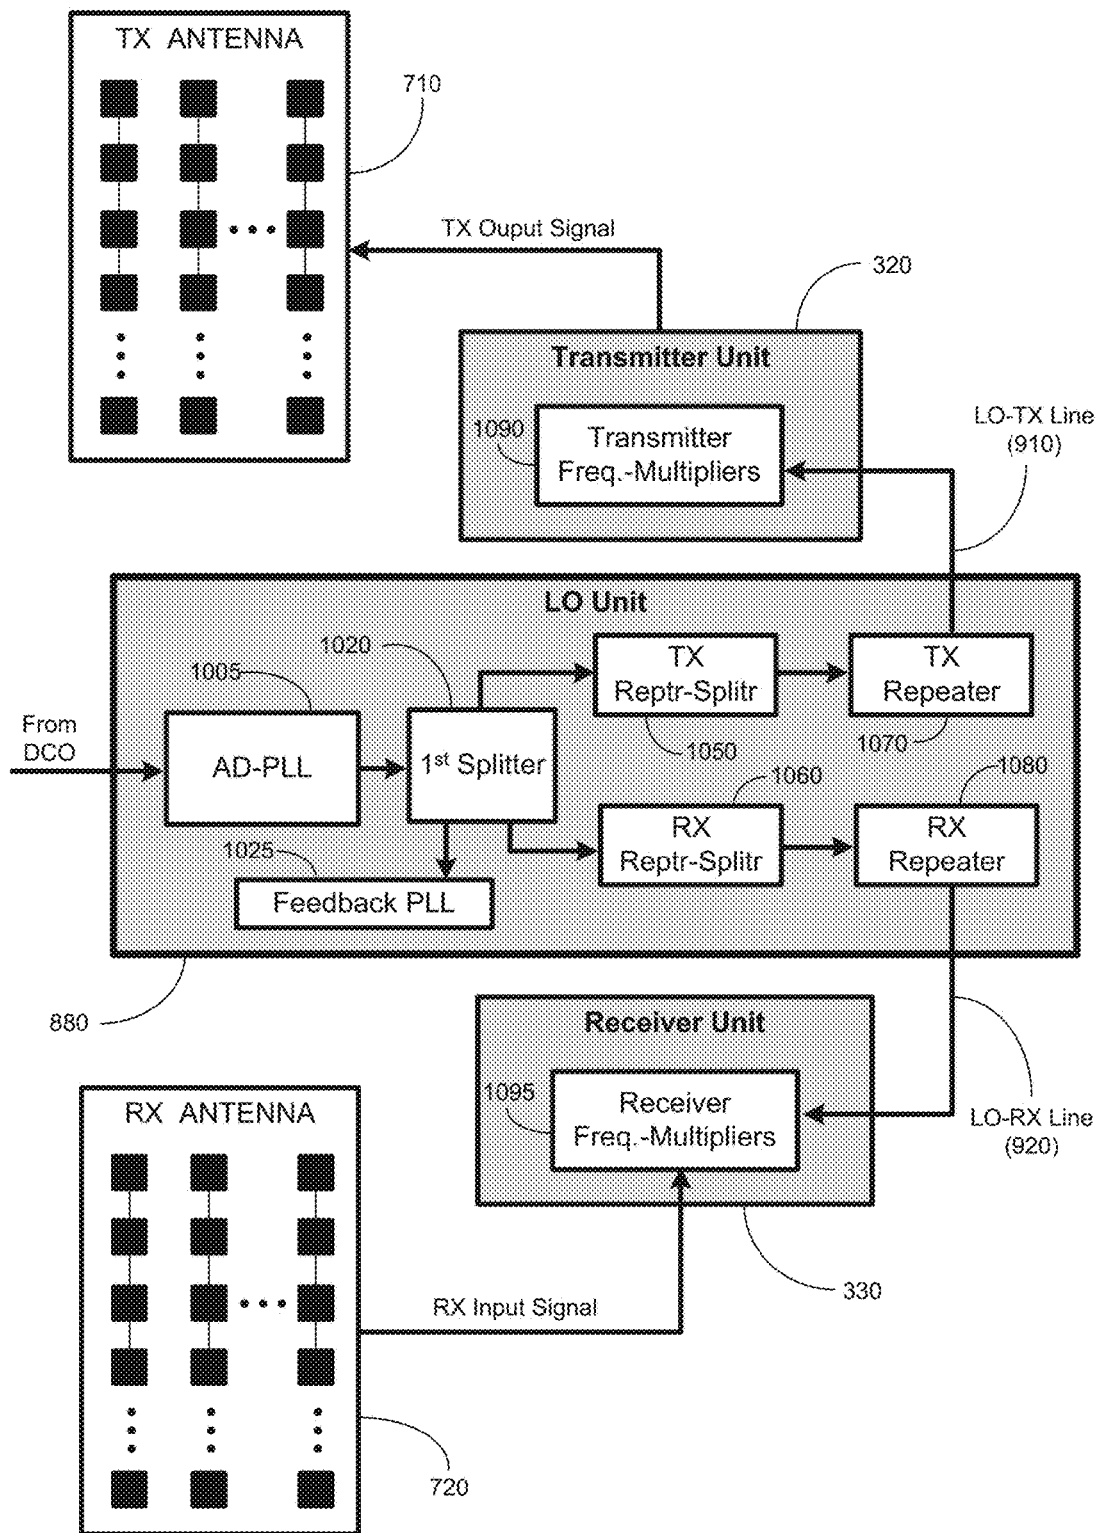 TX ANTENNA
710
TX Ouput Signal
320
Transmitter Unit
1090
Transmitter
Freq.-Multipliers
LO-TX Line
(910)
LO Unit
1020
1005
TX
Reptr-Splitr
TX
Repeater
From
DCO
AD-PLL
1st Splitter
1050
1070
1060
1080
RX
Reptr-Splitr
RX
Repeater
1025
Feedback PLL
880
Receiver Unit
1095
Receiver
Freq.-Multipliers
LO-RX Line
(920)
RX ANTENNA
330
RX Input Signal
720